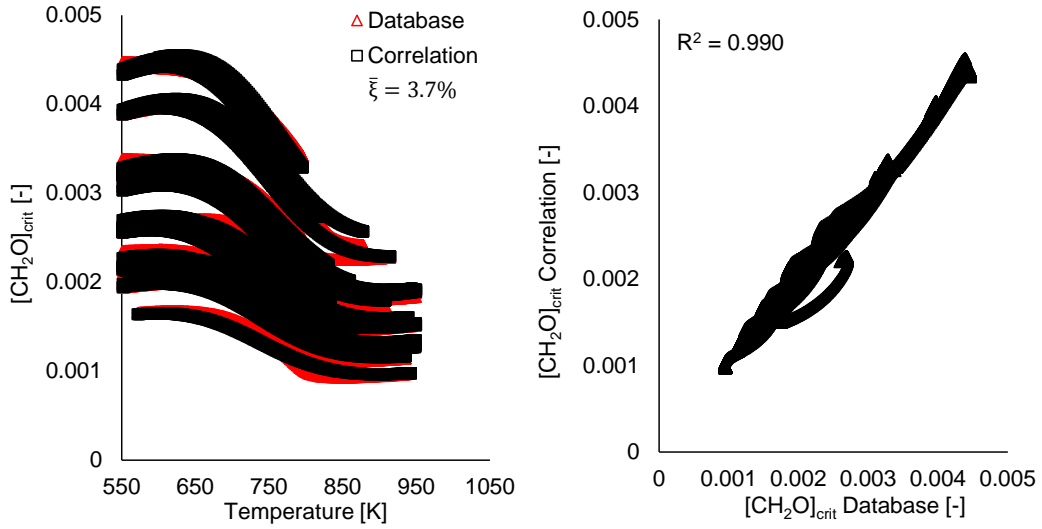 0.005
0.004
0.003
0.002
0.001
0
[CH₂O]crit [-]
550 650 750 850 950 1050
Temperature [K]
△ Database
□ Correlation
ξ̄ = 3.7%
0.005
0.004
0.003
0.002
0.001
0
[CH₂O]crit Correlation [-]
R² = 0.990
0 0.001 0.002 0.003 0.004 0.005
[CH₂O]crit Database [-]